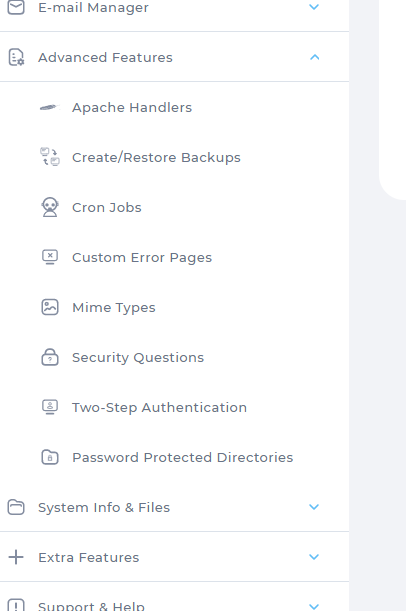 E-mail Manager
Advanced Features
Apache Handlers
Create/Restore Backups
Cron Jobs
Custom Error Pages
Mime Types
Security Questions
Two-Step Authentication
Password Protected Directories
System Info & Files
Extra Features
Support & Help